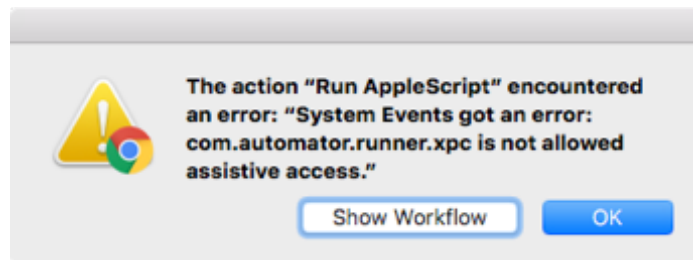 The action “Run AppleScript” encountered
an error: “System Events got an error:
com.automator.runner.xpc is not allowed
assistive access.”
Show Workflow
OK